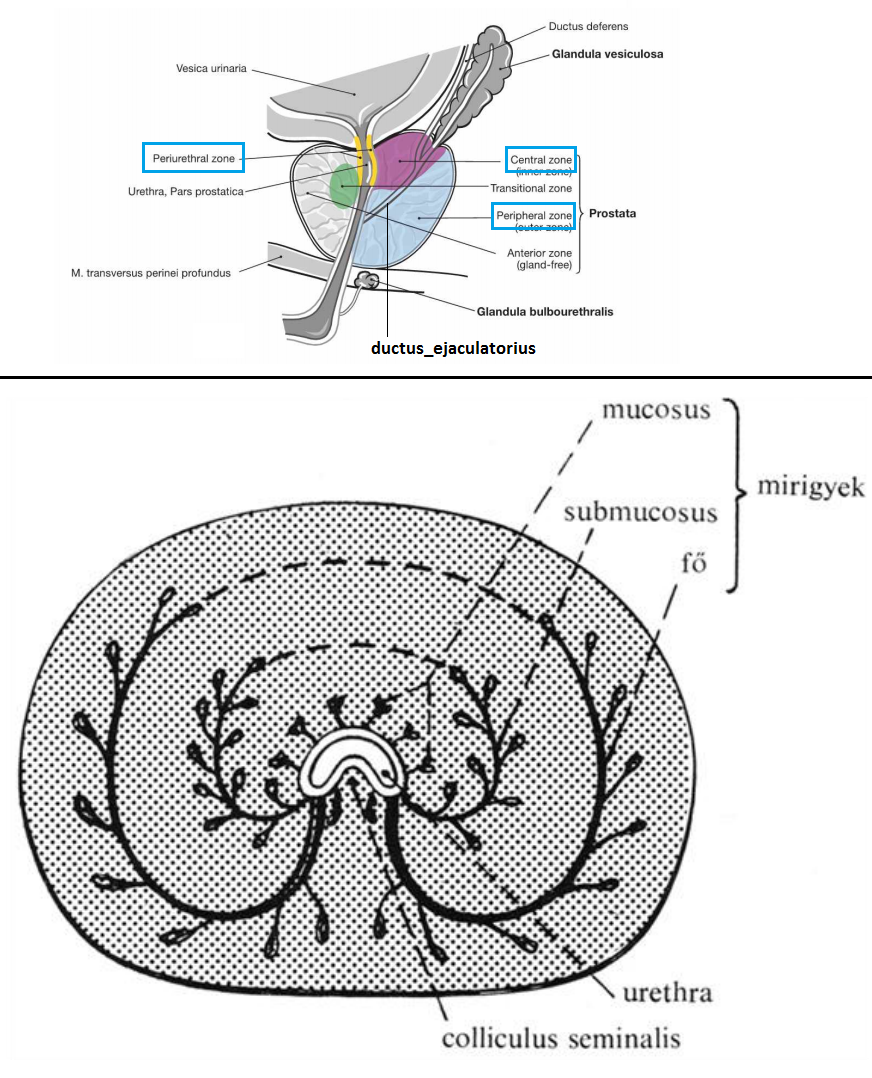 Ductus deferens
Glandula vesiculosa
Vesica urinaria
Periurethral zone
Central zone
(inner zone)
Urethra, Pars prostatica
Transitional zone
Peripheral zone
(outer zone)
Prostata
Anterior zone
(gland-free)
M. transversus perinei profundus
Glandula bulbourethralis
ductus_ejaculatorius
mucosus
mirigyek
submucosus
fő
urethra
colliculus seminalis